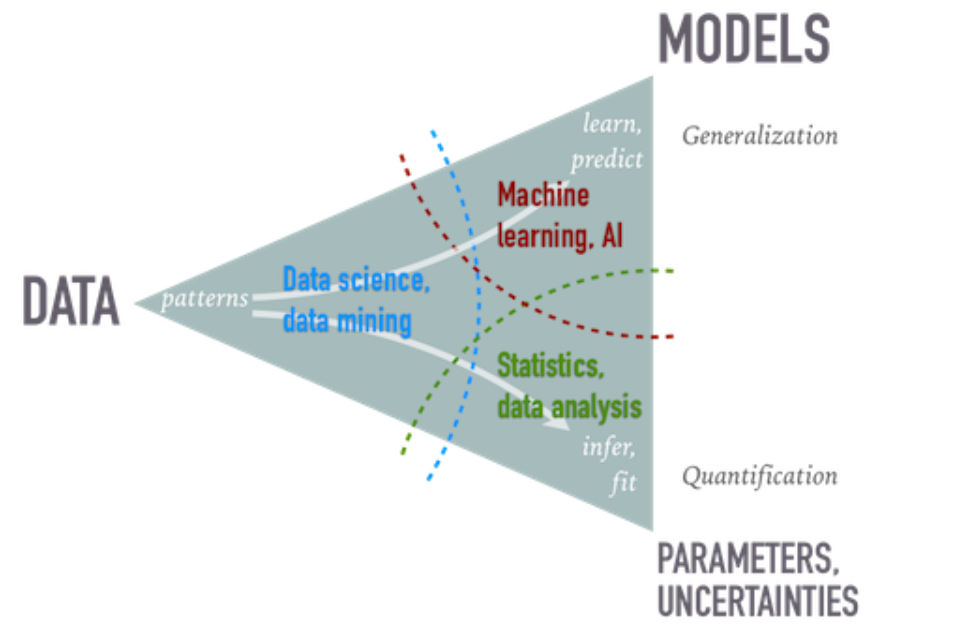 MODELS
learn,
predict
Generalization
Machine
learning, AI
DATA
patterns
Data science,
data mining
Statistics,
data analysis
infer,
fit
Quantification
PARAMETERS,
UNCERTAINTIES